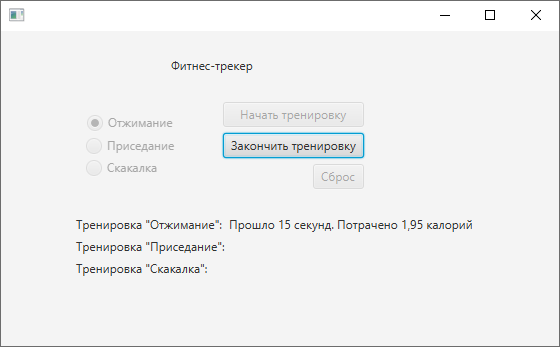 Фитнес-трекер
Начать тренировку
Отжимание
Закончить тренировку
Приседание
Скакалка
Сброс
Тренировка "Отжимание": Прошло 15 секунд. Потрачено 1,95 калорий
Тренировка "Приседание":
Тренировка "Скакалка":